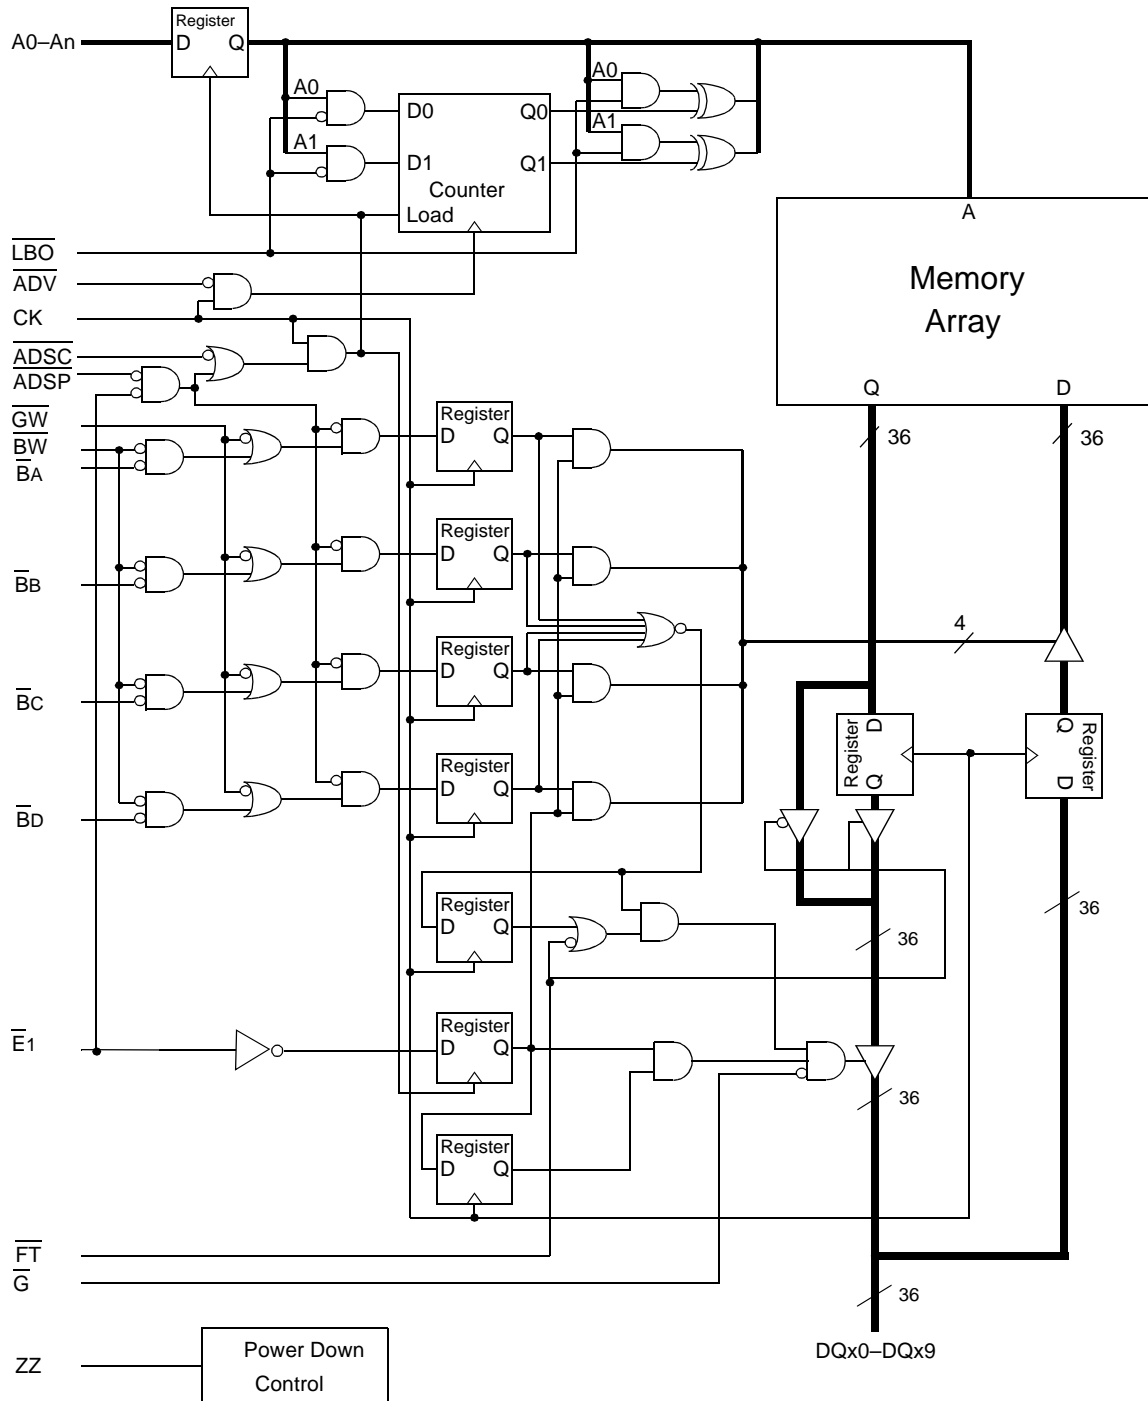 Register
A0–An
D Q
A0
A0
D0
Q0
A1
A1
D1
Q1
Counter
Load
A
LBO
ADV
Memory
CK
Array
ADSC
ADSP
Q
D
GW
Register
36
36
BW
D Q
BA
Register
D Q
BB
4
Register
D Q
BC
Register
D
Q
Q
D
Register
Register
D Q
BD
Register
D Q
36
36
Register
E1
D Q
36
Register
D Q
FT
G
36
DQx0–DQx9
Power Down
ZZ
Control